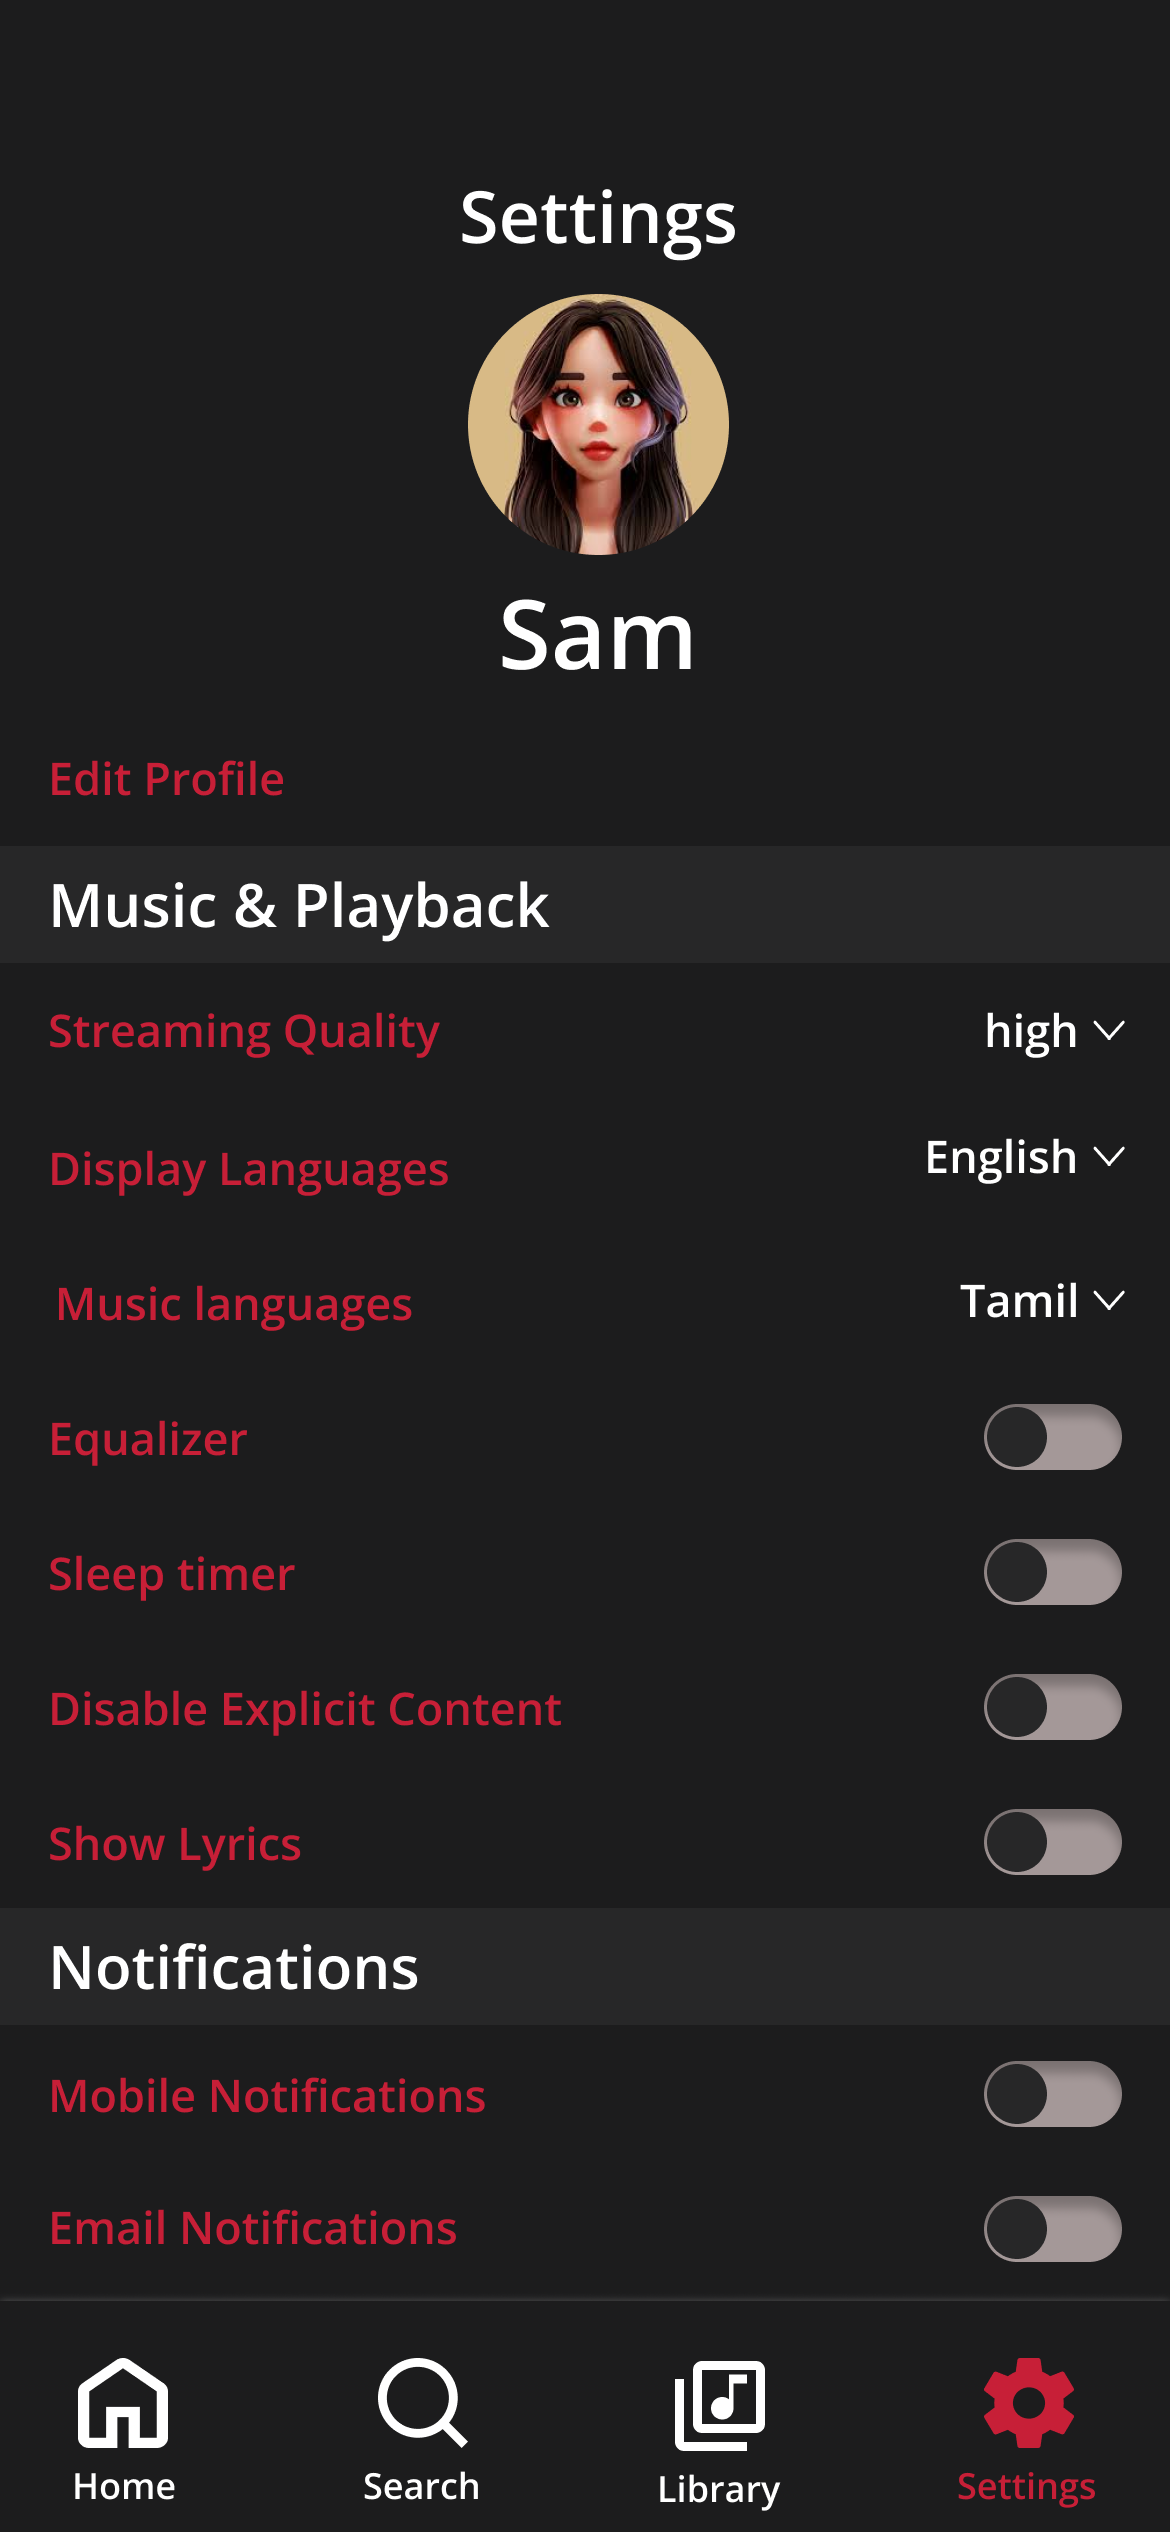 Settings
Sam
Edit Profile
Music & Playback
Streaming Quality high
Display Languages English
Music languages Tamil
Equalizer
Sleep timer
Disable Explicit Content
Show Lyrics
Notifications
Mobile Notifications
Email Notifications
Home Search Library Settings